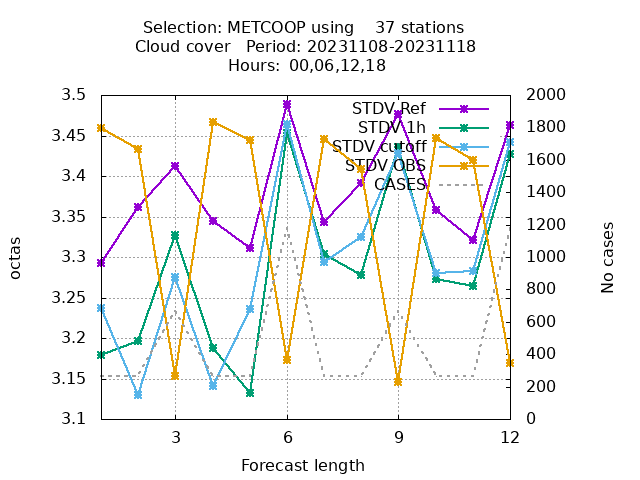 Selection: METCOOP using 37 stations
Cloud cover Period: 20231108-20231118
Hours: 00,06,12,18
3.5
3.45
3.4
3.35
3.3
3.25
3.2
3.15
3.1
2000
1800
1600
1400
1200
1000
800
600
400
200
0
STDV Ref
STDV 1h
STDV cutoff
STDV OBS
CASES
octas
No cases
3 6 9 12
Forecast length